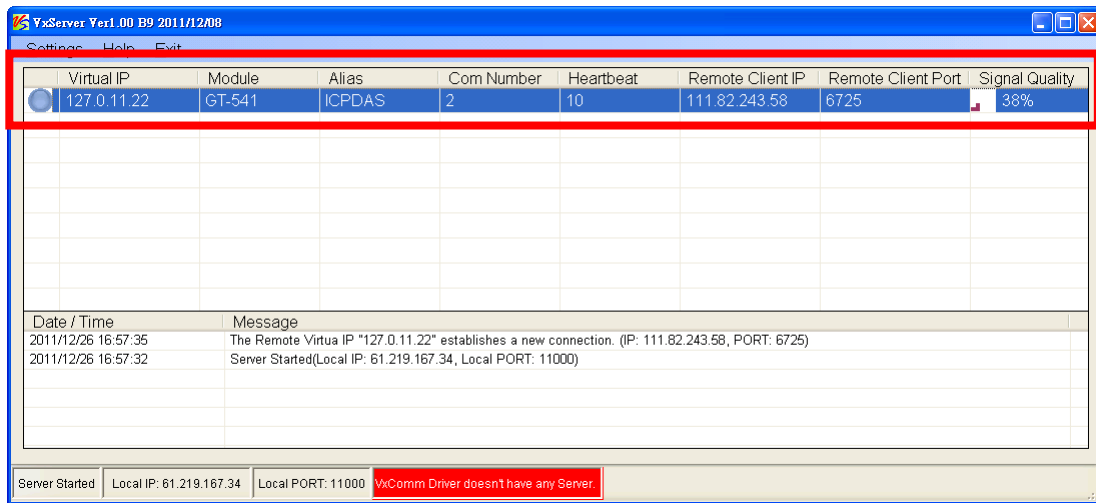 VxServer Ver1.00 B9 2011/12/08
Settings Help Exit
Virtual IP Module Alias Com Number Heartbeat Remote Client IP Remote Client Port Signal Quality
127.0.11.22 GT-541 ICPDAS 2 10 111.82.243.58 6725 38%
Date / Time Message
2011/12/26 16:57:35 The Remote Virtua IP "127.0.11.22" establishes a new connection. (IP: 111.82.243.58, PORT: 6725)
2011/12/26 16:57:32 Server Started(Local IP: 61.219.167.34, Local PORT: 11000)
Server Started Local IP: 61.219.167.34 Local PORT: 11000 VxComm Driver doesn't have any Server.